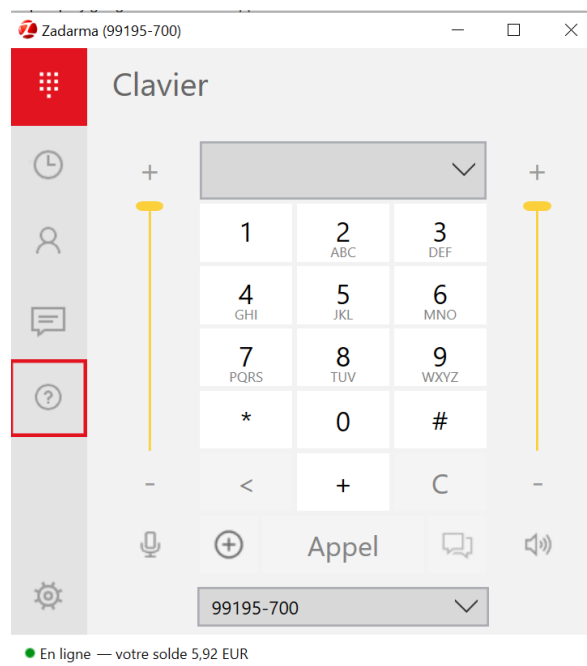 Zadarma (99195-700)
Clavier
+ +
1 2 3
ABC DEF
4 5 6
GHI JKL MNO
7 8 9
PQRS TUV WXYZ
* 0 #
- < + C -
Appel
99195-700
En ligne — votre solde 5,92 EUR